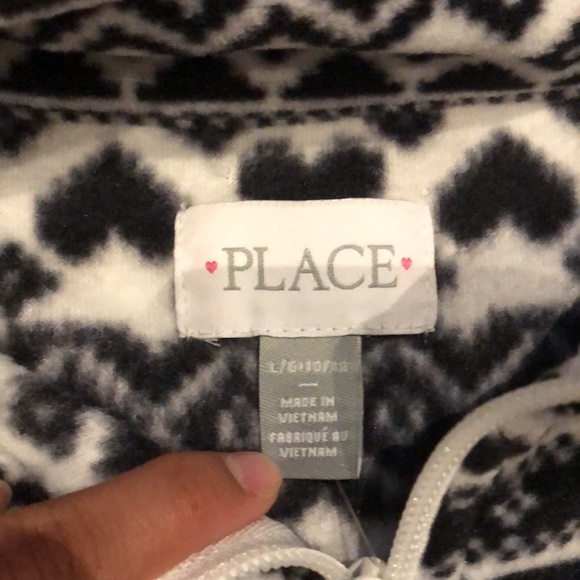 PLACE
L/G•10/12
MADE IN
VIETNAM
FABRIQUÉ AU
VIETNAM